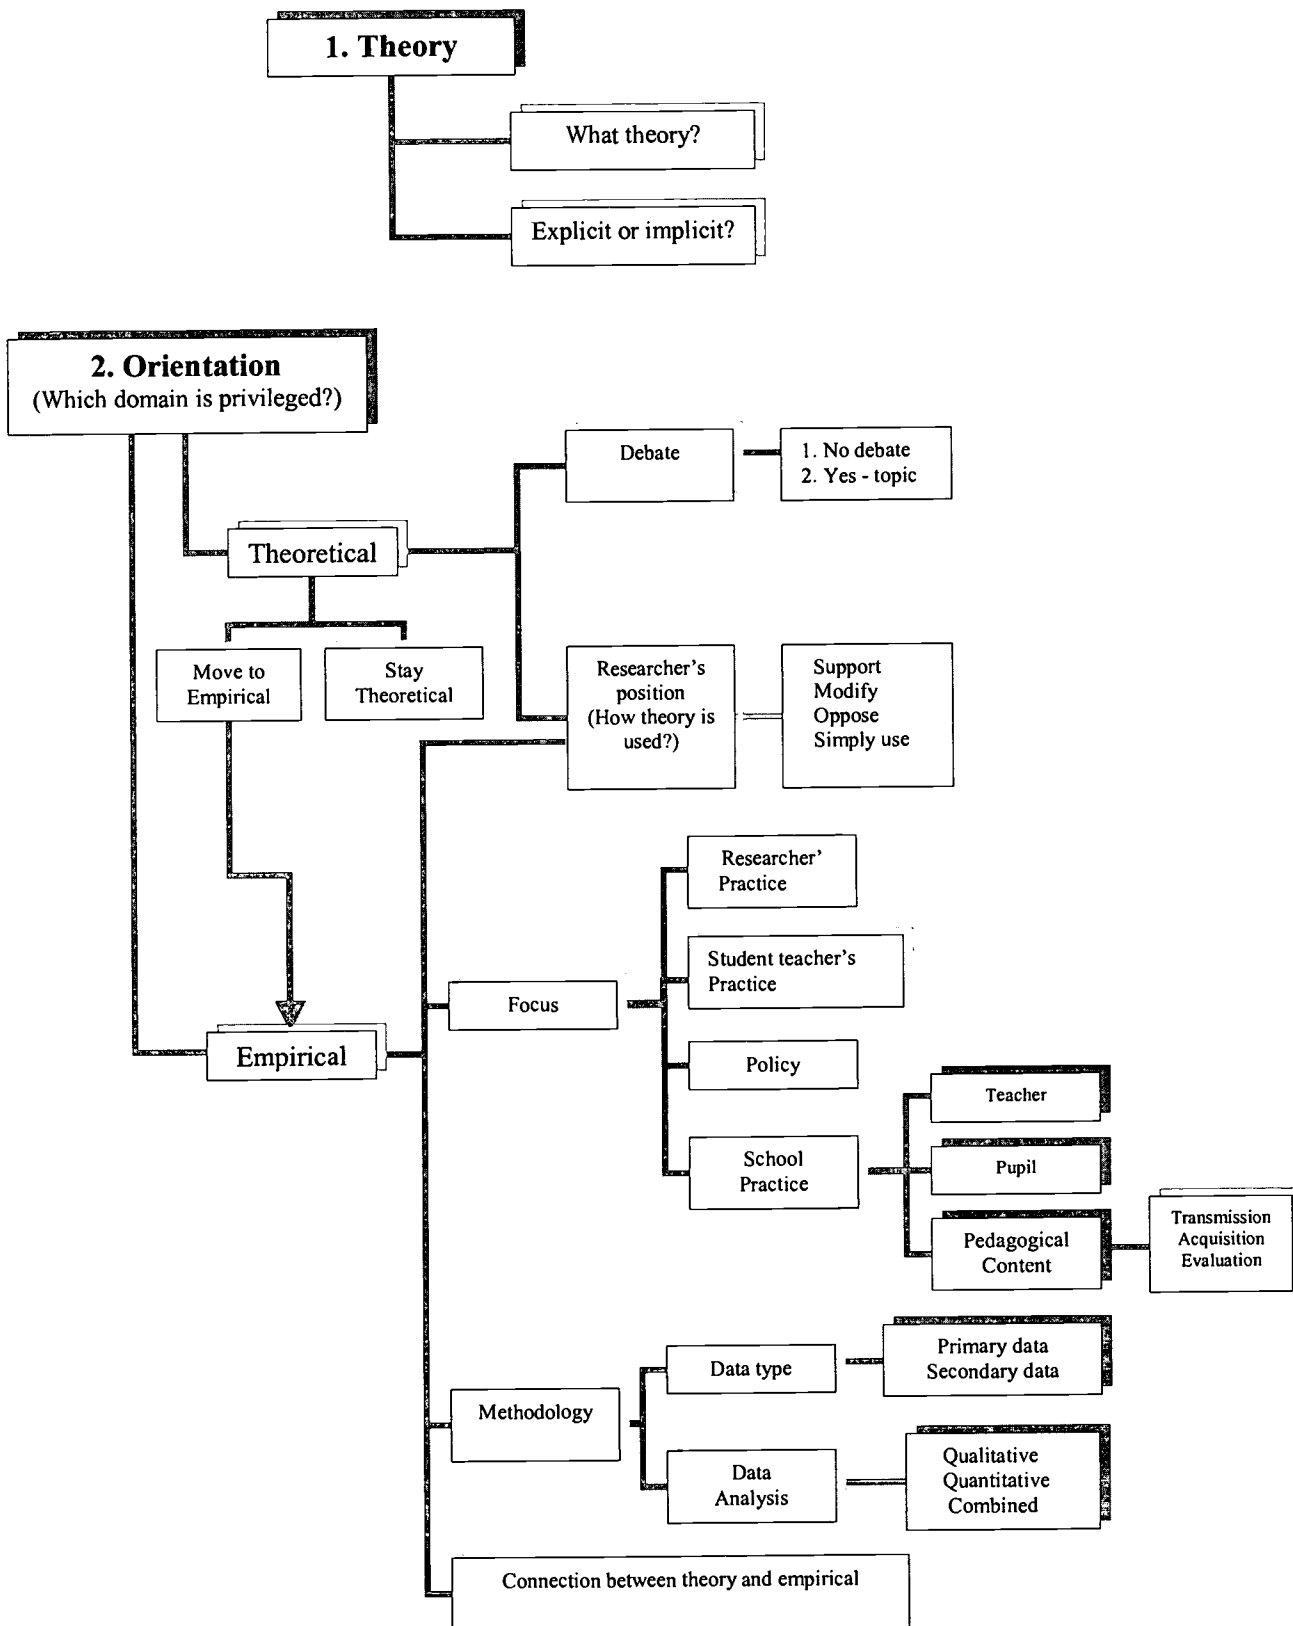 1. Theory
What theory?
Explicit or implicit?
2. Orientation
(Which domain is privileged?)
Debate
1. No debate
2. Yes - topic
Theoretical
Move to
Empirical
Stay
Theoretical
Researcher's
position
(How theory is
used?)
Support
Modify
Oppose
Simply use
Researcher'
Practice
Student teacher's
Practice
Focus
Empirical
Policy
School
Practice
Teacher
Pupil
Pedagogical
Content
Transmission
Acquisition
Evaluation
Data type
Primary data
Secondary data
Methodology
Data
Analysis
Qualitative
Quantitative
Combined
Connection between theory and empirical